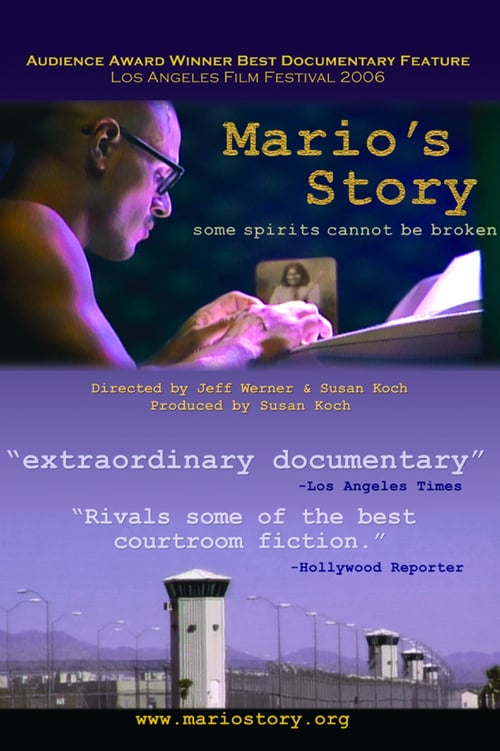 Audience Award Winner Best Documentary Feature
Los Angeles Film Festival 2006
Mario's
Story
some spirits cannot be broken
Directed by Jeff Werner & Susan Koch
Produced by Susan Koch
“extraordinary documentary”
-Los Angeles Times
“Rivals some of the best
courtroom fiction.”
-Hollywood Reporter
www.mariostory.org